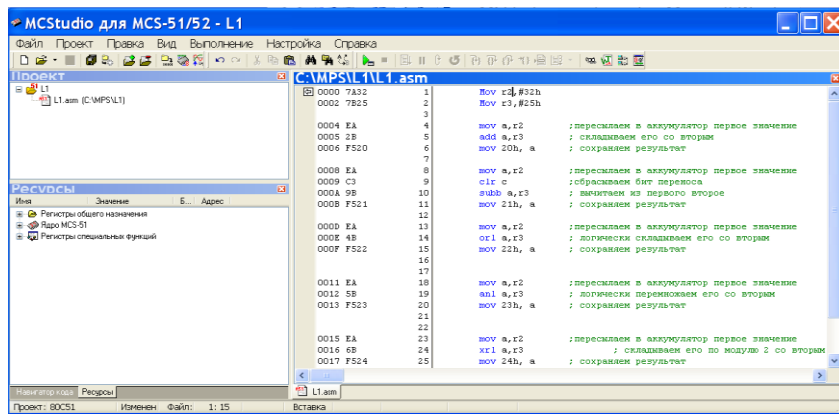 MCStudio для MCS-51/52 - L1
Файл Проект Правка Вид Выполнение Настройка Справка
Проект
L1
L1.asm (C:\MPS\L1)
Ресурсы
Имя Значение Б... Адрес
Регистры общего назначения
Ядро MCS-51
Регистры специальных функций
Навигатор кода Ресурсы
C:\MPS\L1\L1.asm
0000 7A32 1 Mov r2,#32h
0002 7B25 2 Mov r3,#25h
3
0004 EA 4 mov a,r2 ;пересылаем в аккумулятор первое значение
0005 2B 5 add a,r3 ; складываем его со вторым
0006 F520 6 mov 20h, a ; сохраняем результат
7
0008 EA 8 mov a,r2 ;пересылаем в аккумулятор первое значение
0009 C3 9 clr c ;сбрасываем бит переноса
000A 9B 10 subb a,r3 ; вычитаем из первого второе
000B F521 11 mov 21h, a ; сохраняем результат
12
000D EA 13 mov a,r2 ;пересылаем в аккумулятор первое значение
000E 4B 14 orl a,r3 ; логически складываем его со вторым
000F F522 15 mov 22h, a ; сохраняем результат
16
17
0011 EA 18 mov a,r2 ;пересылаем в аккумулятор первое значение
0012 5B 19 anl a,r3 ; логически перемножаем его со вторым
0013 F523 20 mov 23h, a ; сохраняем результат
21
22
0015 EA 23 mov a,r2 ;пересылаем в аккумулятор первое значение
0016 6B 24 xrl a,r3 ; складываем его по модулю 2 со вторым
0017 F524 25 mov 24h, a ; сохраняем результат
L1.asm
Проект: 80C51 Изменен Файл: 1: 15 Вставка